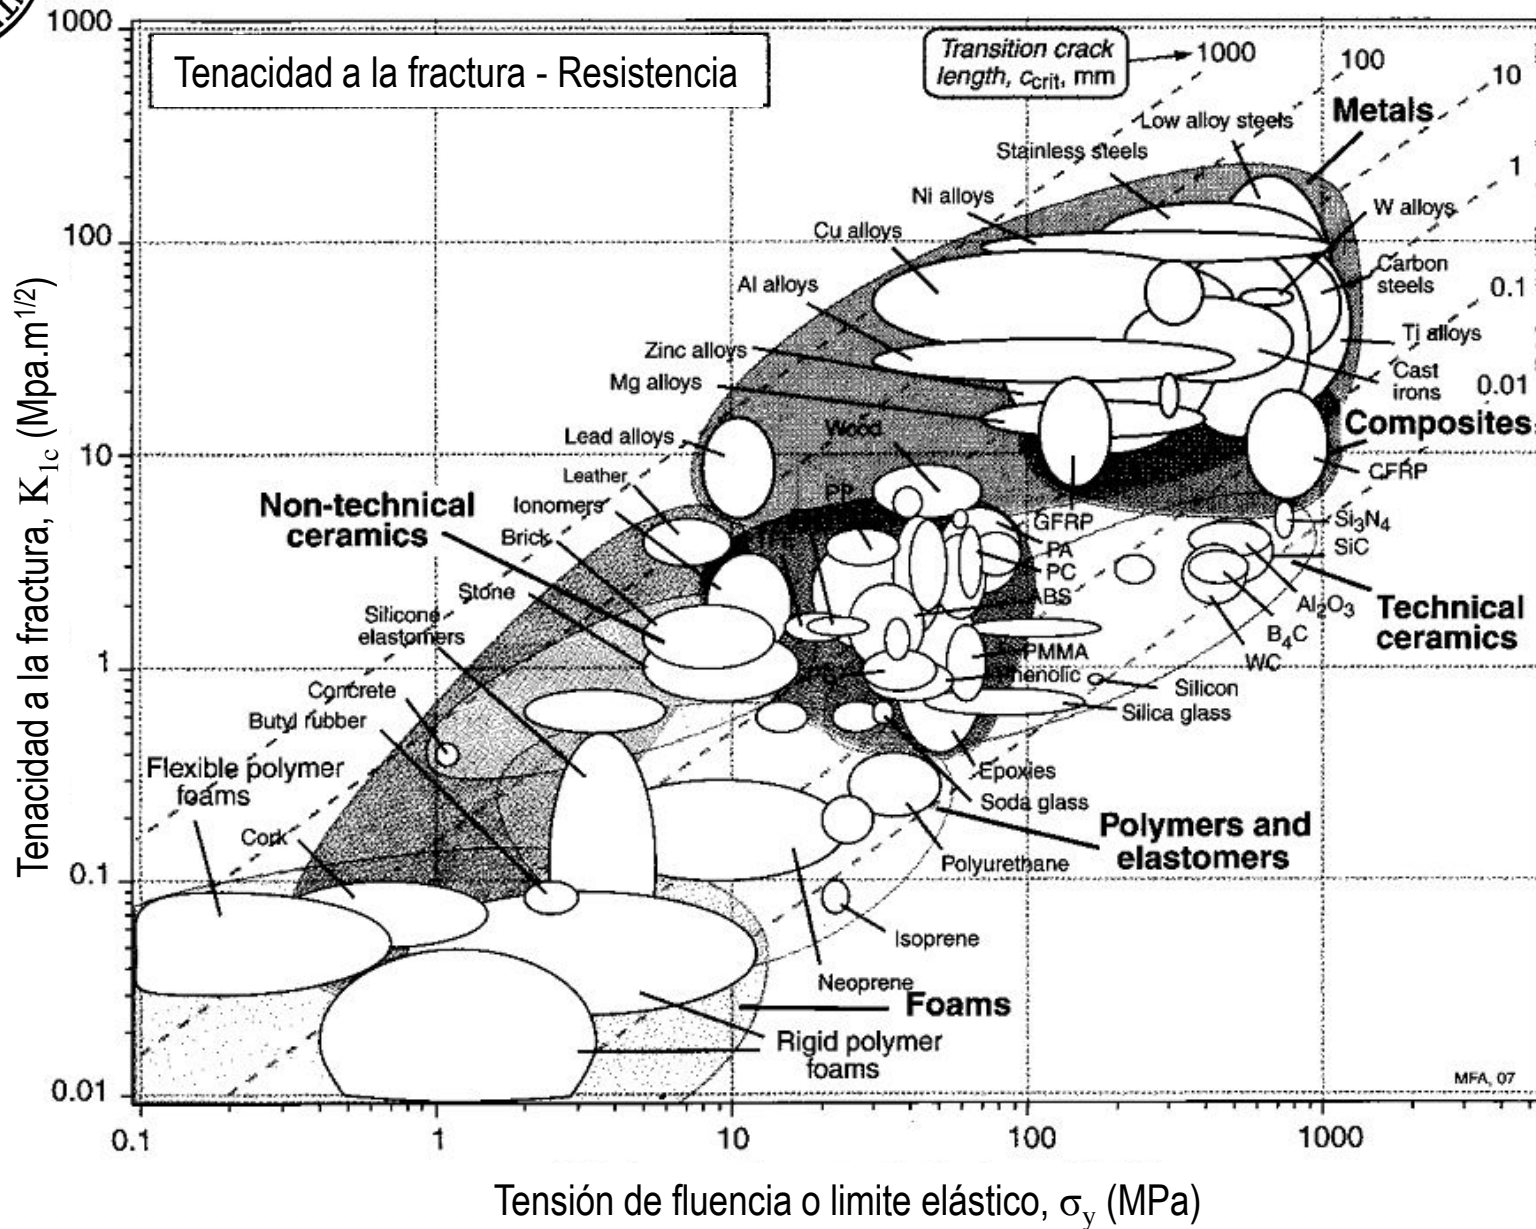 1000
100
10
1
0.1
0.01
Tenacidad a la fractura, K1c (Mpa.m1/2)
Tenacidad a la fractura - Resistencia
Transition crack
length, ccrit, mm
1000
100
10
1
0.1
0.01
Metals
Low alloy steels
Stainless steels
Ni alloys
W alloys
Cu alloys
Carbon
steels
Al alloys
Ti alloys
Zinc alloys
Cast
irons
Mg alloys
Composites
Wood
Lead alloys
CFRP
Leather
PP
Non-technical
ceramics
Ionomers
GFRP
Si3N4
Brick
PA
SiC
PC
Stone
ABS
Al2O3
Technical
ceramics
Silicone
elastomers
B4C
PMMA
WC
Phenolic
Concrete
Silicon
Butyl rubber
Silica glass
Flexible polymer
foams
Epoxies
Soda glass
Cork
Polymers and
elastomers
Polyurethane
Isoprene
Neoprene
Foams
Rigid polymer
foams
MFA, 07
0.1
1
10
100
1000
Tensión de fluencia o limite elástico, σy (MPa)